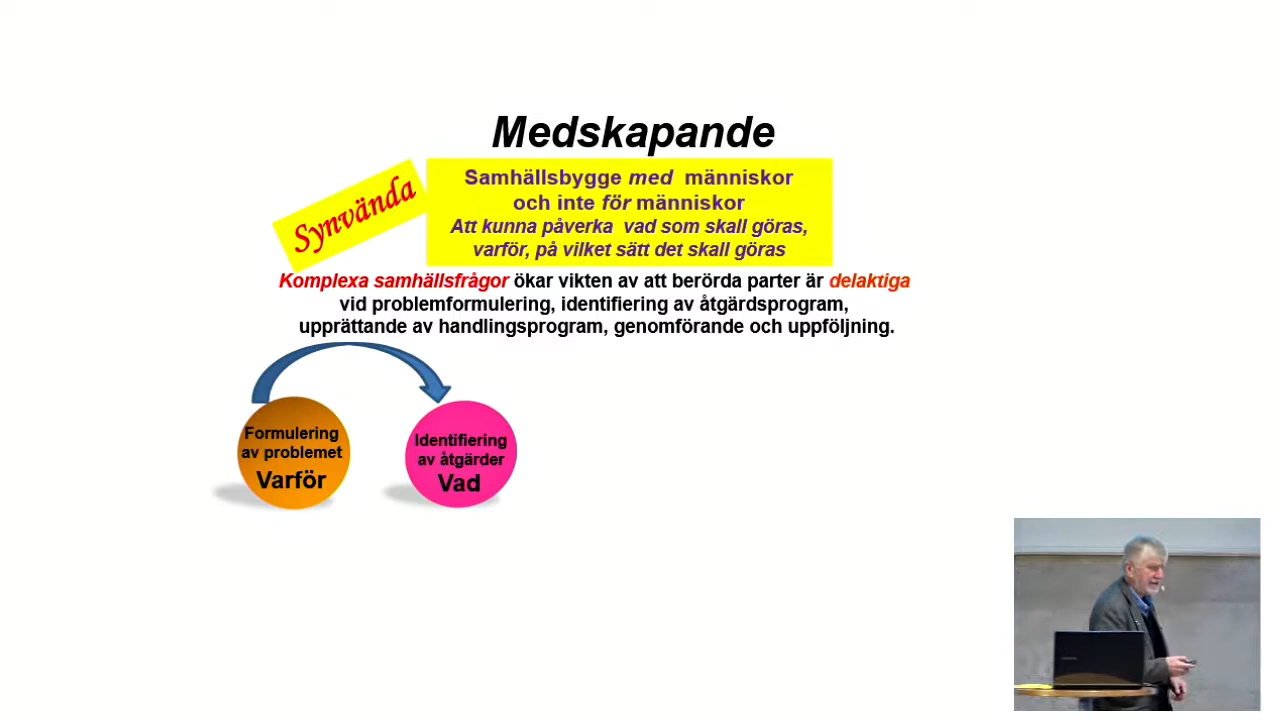 Medskapande
Synvända
Samhällsbygge med människor
och inte för människor
Att kunna påverka vad som skall göras,
varför, på vilket sätt det skall göras
Komplexa samhällsfrågor ökar vikten av att berörda parter är delaktiga
vid problemformulering, identifiering av åtgärdsprogram,
upprättande av handlingsprogram, genomförande och uppföljning.
Formulering
av problemet
Varför
Identifiering
av åtgärder
Vad